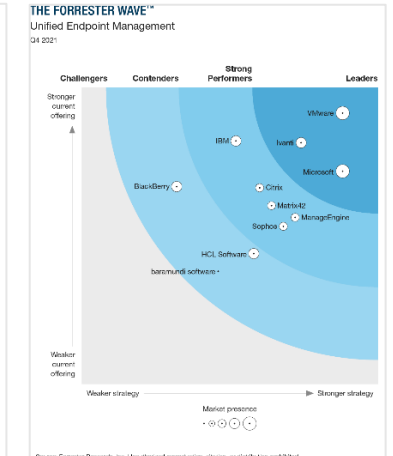 THE FORRESTER WAVE™
Unified Endpoint Management
Q4 2021
Strong
Challengers Contenders Performers Leaders
Stronger
current
offering
VMware
IBM
Ivanti
Microsoft
BlackBerry
Citrix
Matrix42
ManageEngine
Sophos
HCL Software
baramundi software
Weaker
current
offering
Weaker strategy
Stronger strategy
Market presence